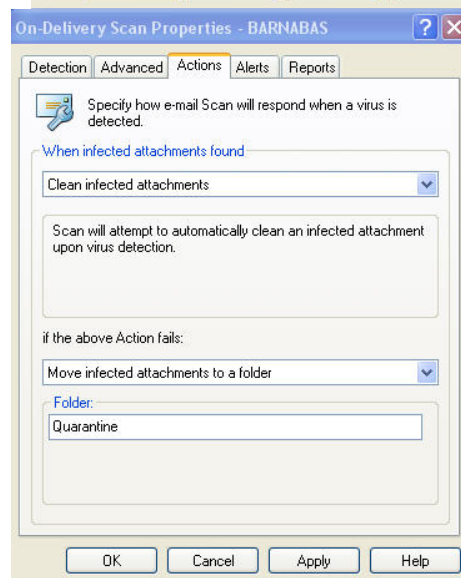 On-Delivery Scan Properties - BARNABAS
Detection Advanced Actions Alerts Reports
Specify how e-mail Scan will respond when a virus is
detected.
When infected attachments found
Clean infected attachments
Scan will attempt to automatically clean an infected attachment
upon virus detection.
if the above Action fails:
Move infected attachments to a folder
Folder:
Quarantine
OK Cancel Apply Help